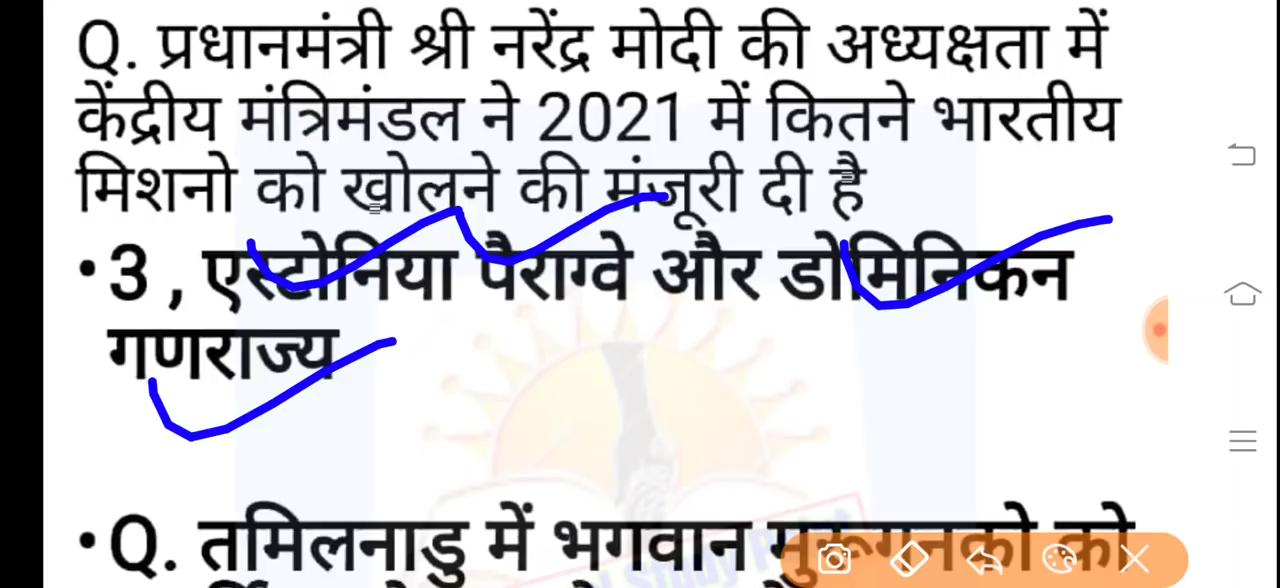 Q. प्रधानमंत्री श्री नरेंद्र मोदी की अध्यक्षता में
केंद्रीय मंत्रिमंडल ने 2021 में कितने भारतीय
मिशनो को खोलने की मंजूरी दी है
•3 , एस्टोनिया पैराग्वे और डोमिनिकन
गणराज्य
•Q. तमिलनाडु में भगवान मुरूगनको को